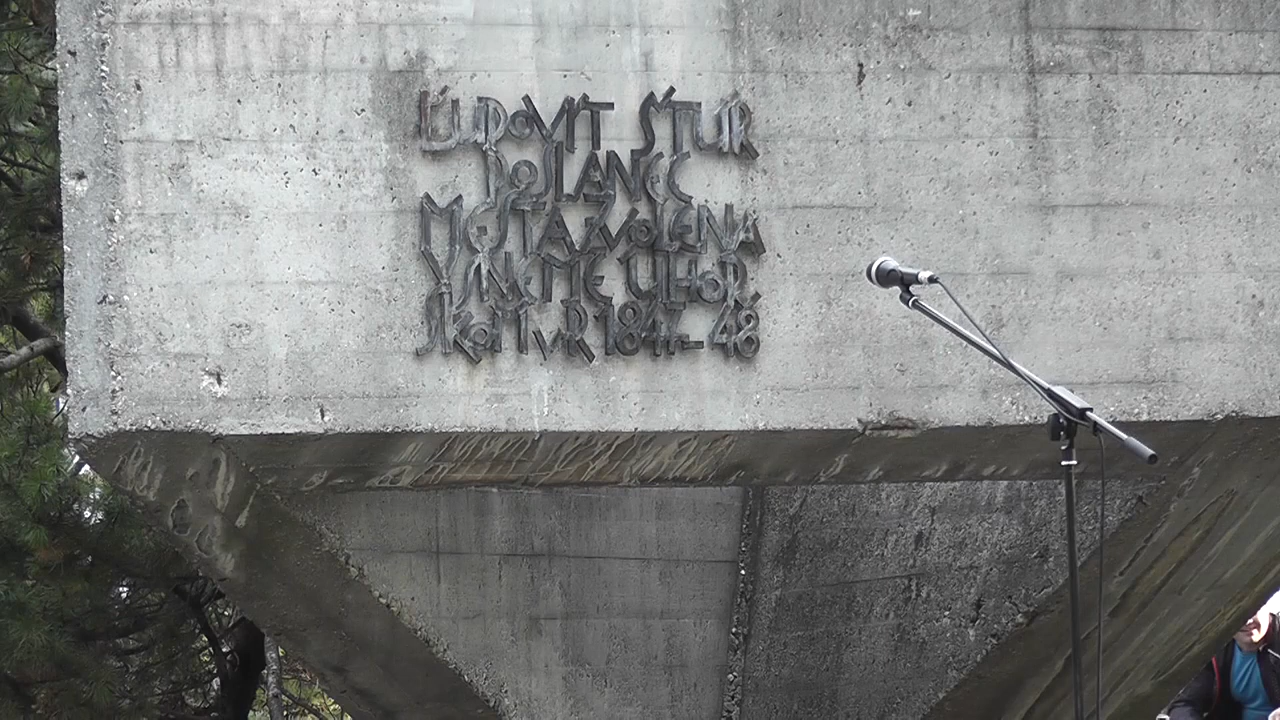 ĽUDOVÍT ŠTÚR
POSLANEC
MESTA ZVOLENA
V SNEME UHOR.
SKOM V R 1847-48